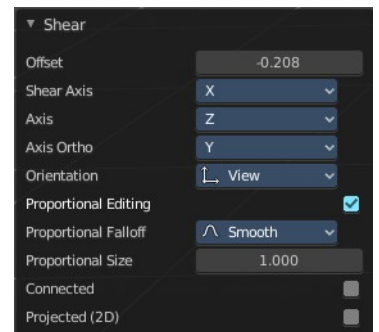 Shear
Offset -0.208
Shear Axis X
Axis Z
Axis Ortho Y
Orientation View
Proportional Editing
Proportional Falloff Smooth
Proportional Size 1.000
Connected
Projected (2D)